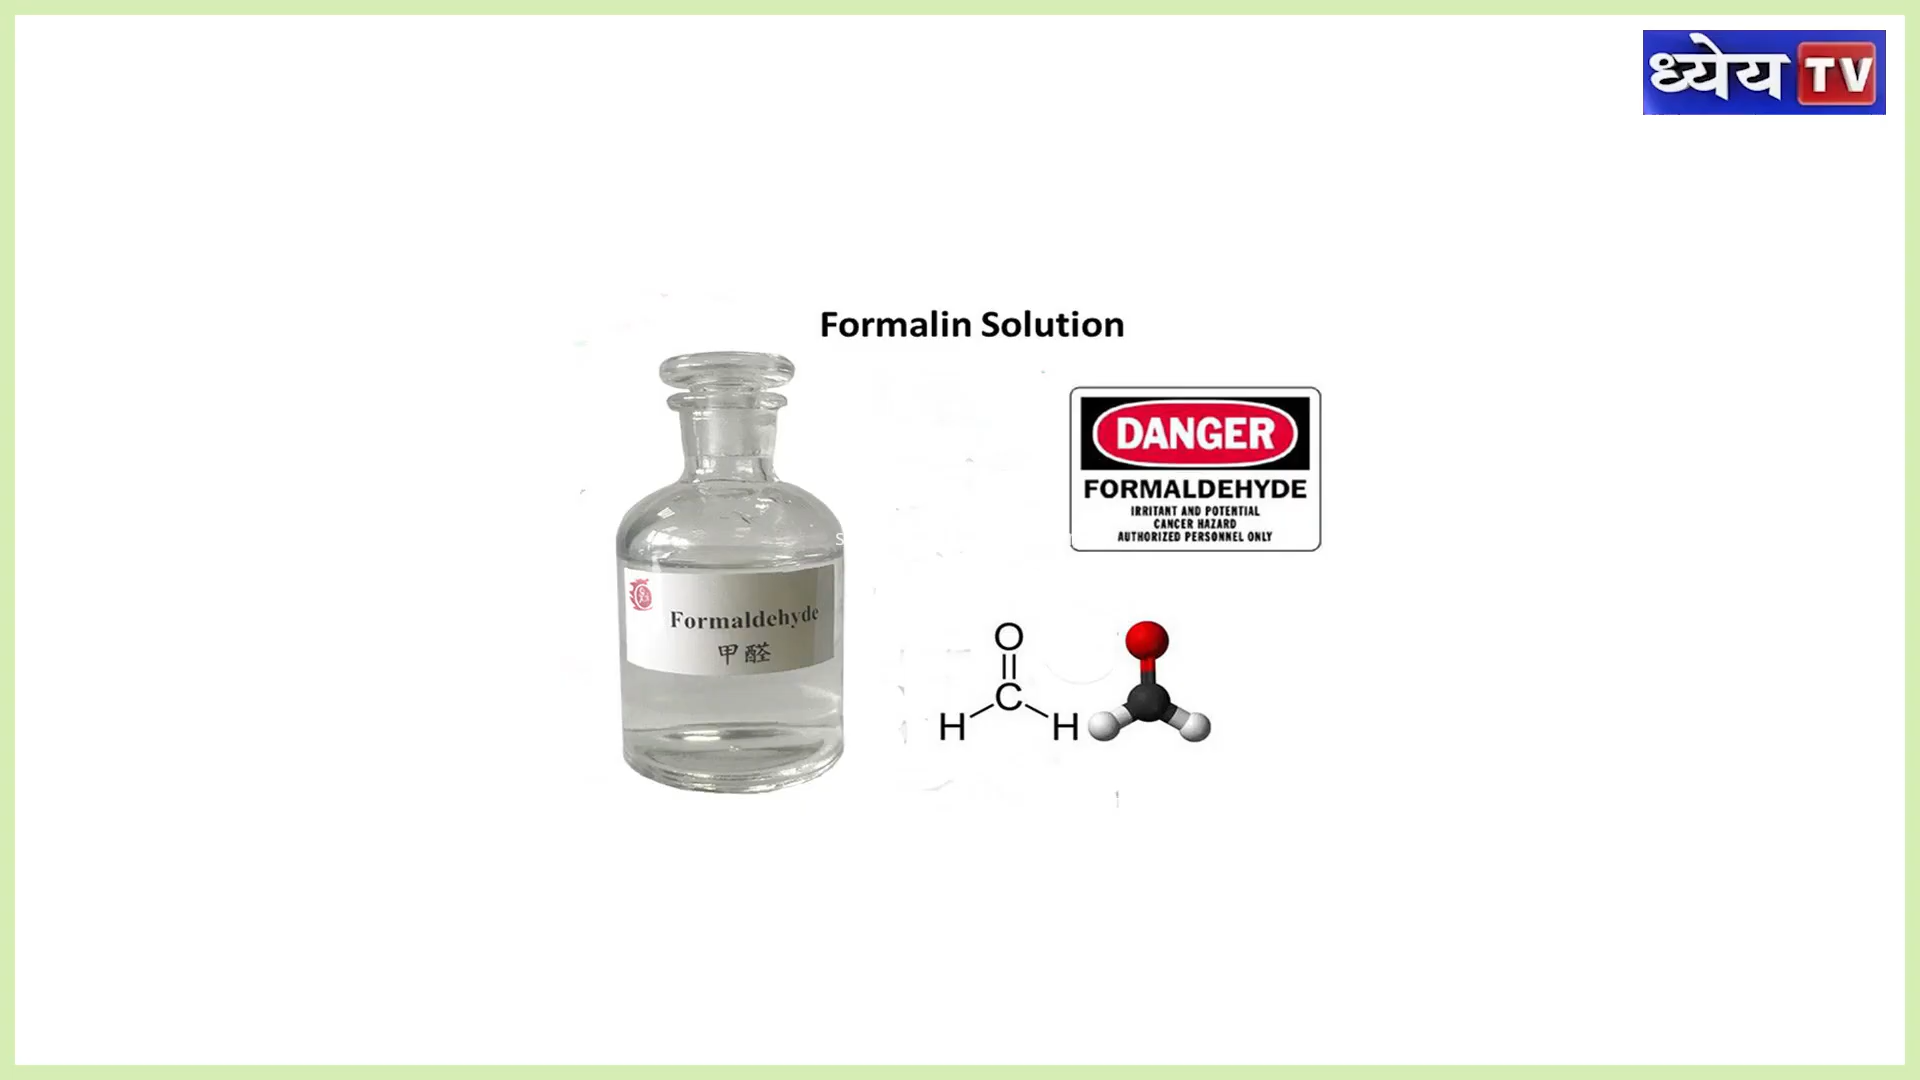 ध्येय TV
Formalin Solution
DANGER
FORMALDEHYDE
IRRITANT AND POTENTIAL
CANCER HAZARD
AUTHORIZED PERSONNEL ONLY
Formaldehyde
甲醛
O
C
H H